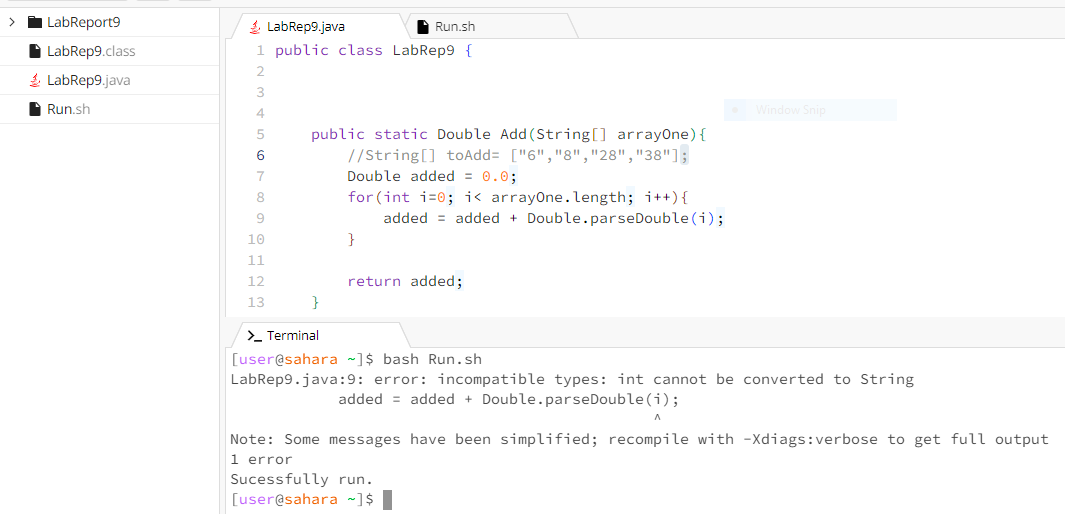 LabReport9
LabRep9.class
LabRep9.java
Run.sh
LabRep9.java
Run.sh
1 public class LabRep9 {
2
3
4
Window Snip
5 public static Double Add(String[] arrayOne){
6 //String[] toAdd= ["6","8","28","38"];
7 Double added = 0.0;
8 for(int i=0; i< arrayOne.length; i++){
9 added = added + Double.parseDouble(i);
10 }
11
12 return added;
13 }
Terminal
[user@sahara ~]$ bash Run.sh
LabRep9.java:9: error: incompatible types: int cannot be converted to String
added = added + Double.parseDouble(i);
^
Note: Some messages have been simplified; recompile with -Xdiags:verbose to get full output
1 error
Sucessfully run.
[user@sahara ~]$